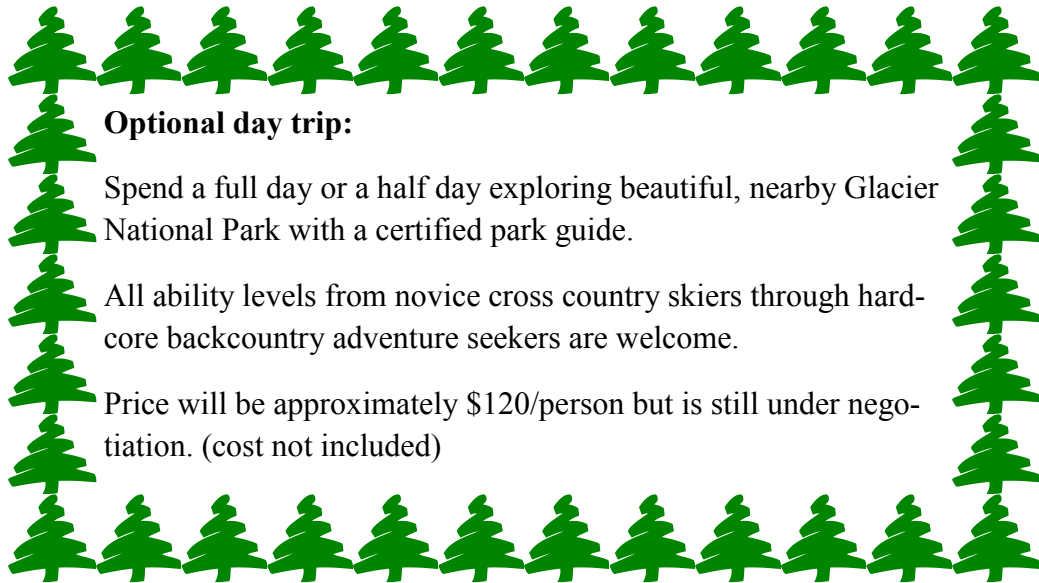 Optional day trip:
Spend a full day or a half day exploring beautiful, nearby Glacier
National Park with a certified park guide.
All ability levels from novice cross country skiers through hard-
core backcountry adventure seekers are welcome.
Price will be approximately $120/person but is still under nego-
tiation. (cost not included)